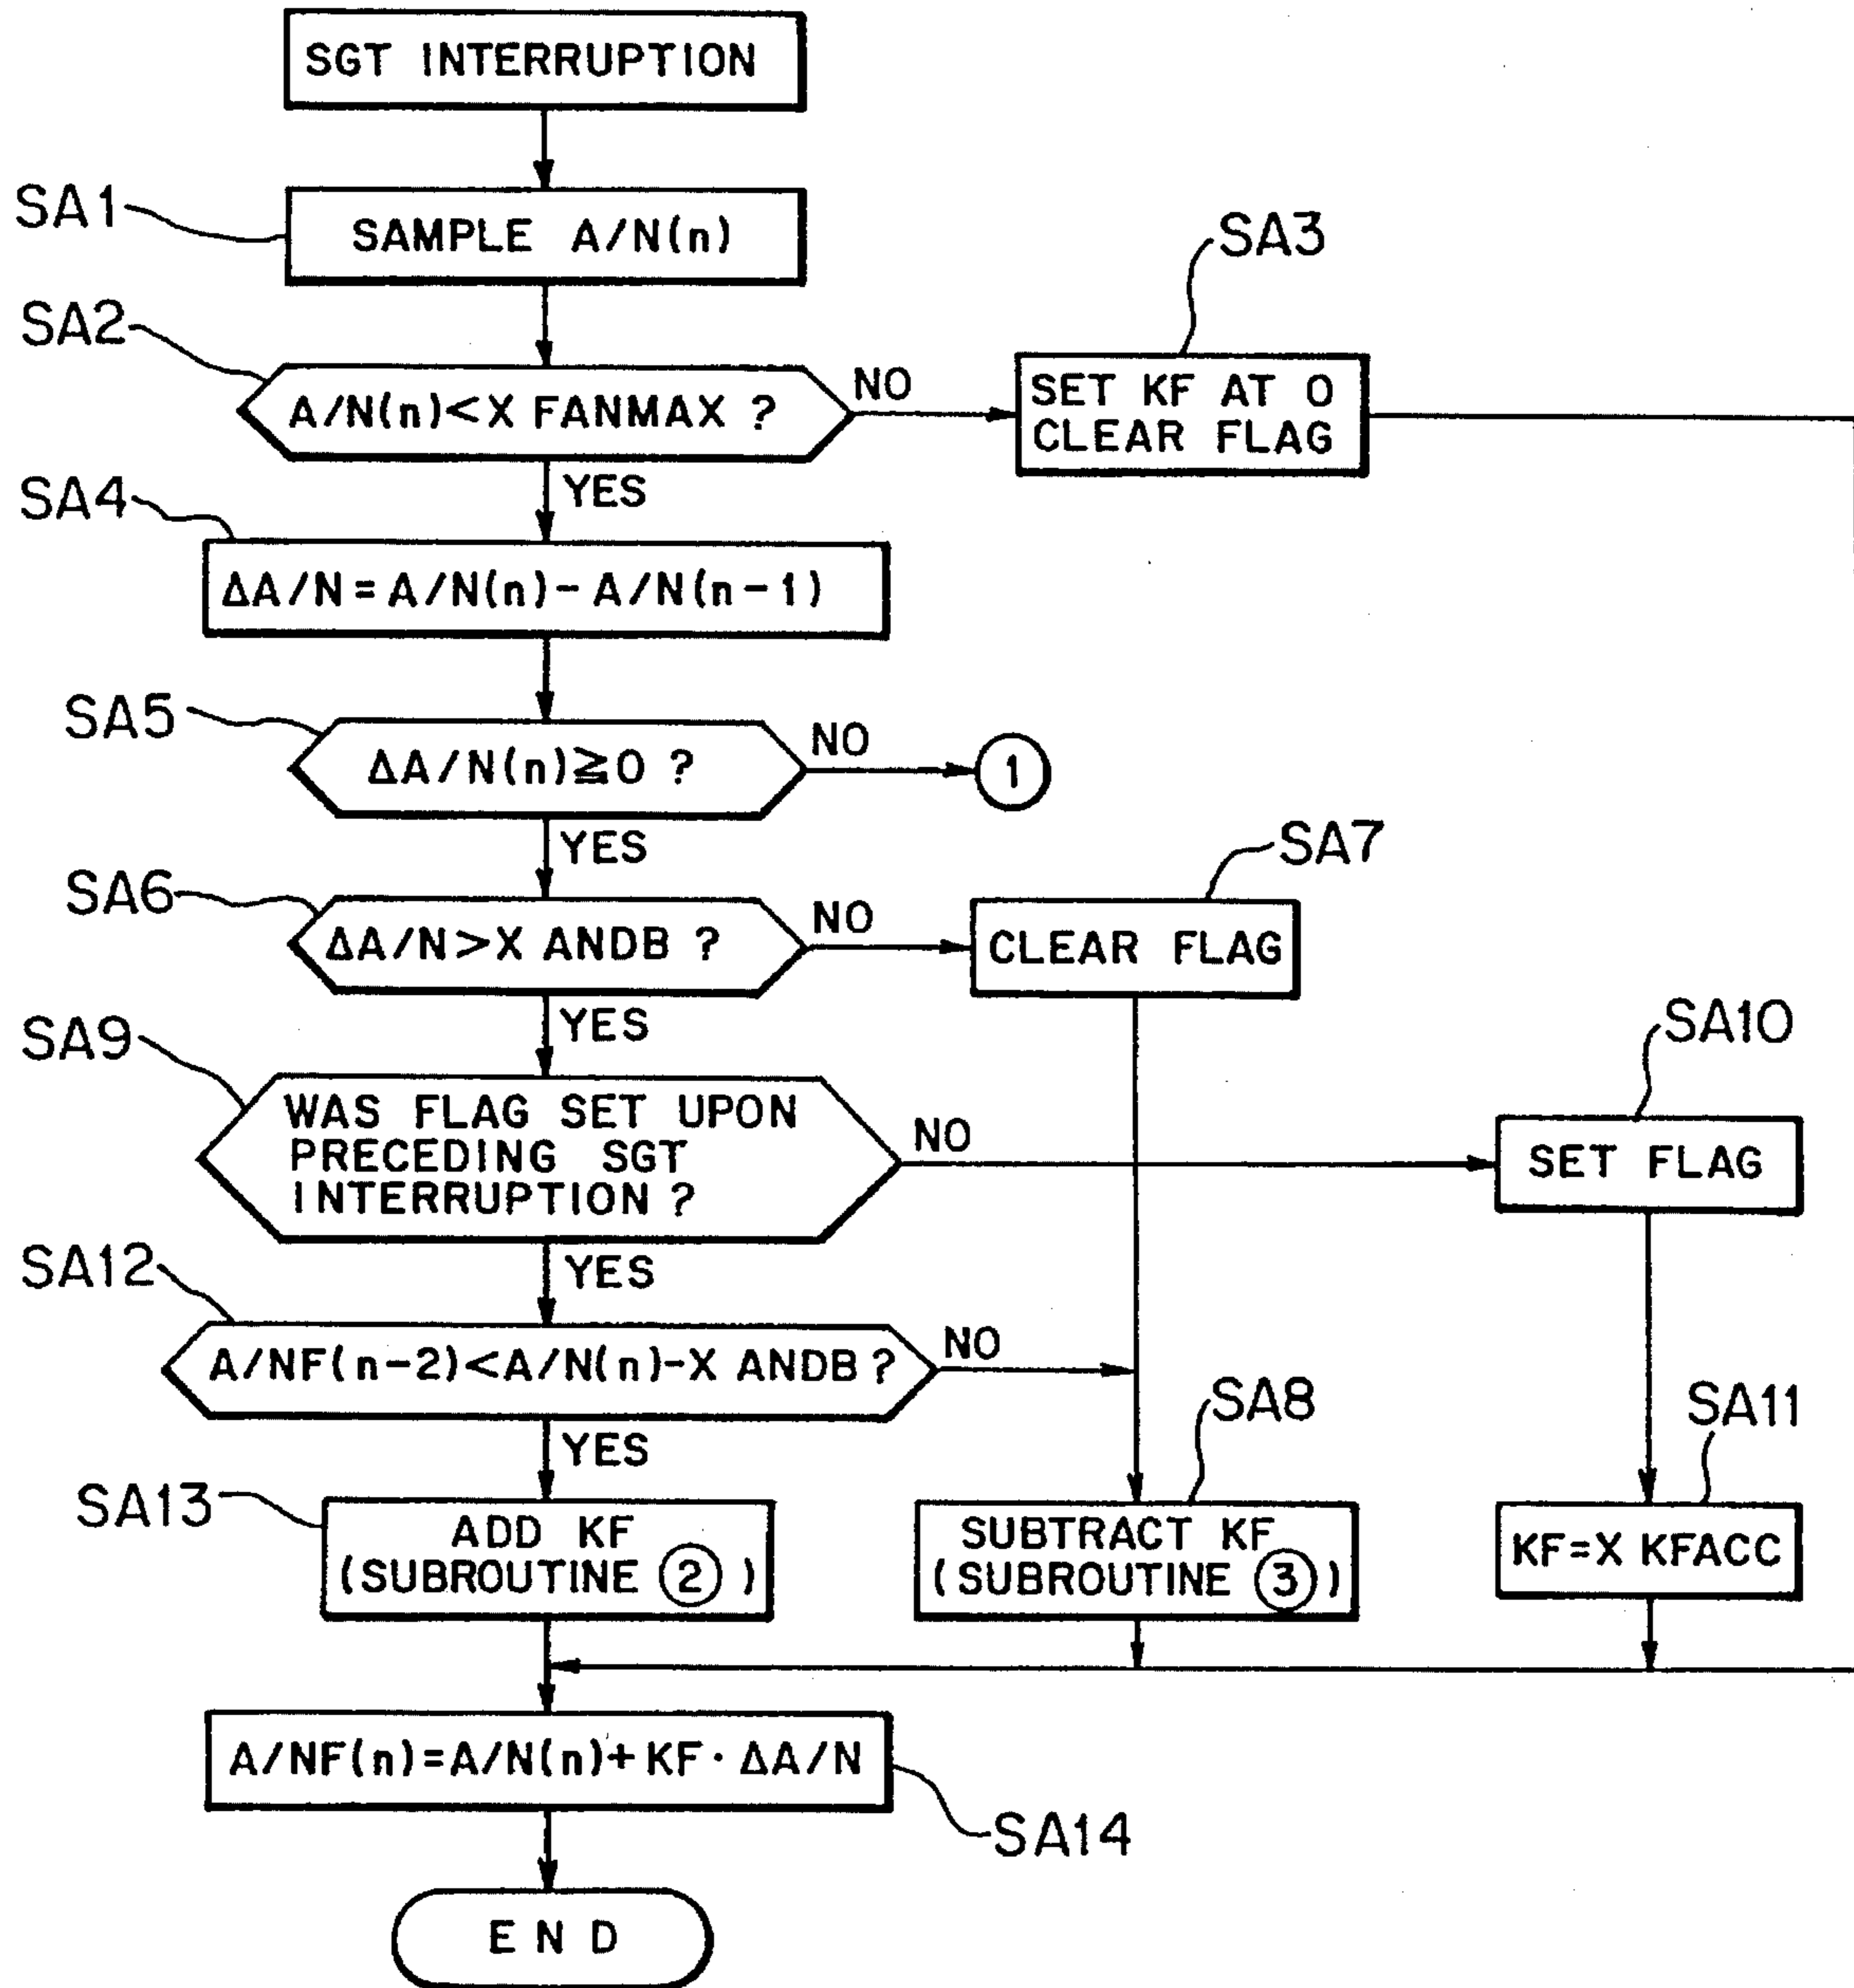 SGT INTERRUPTION
SA1
SAMPLE A/N(n)
SA3
SA2
A/N(n)<X FANMAX ?
NO
SET KF AT 0
CLEAR FLAG
YES
SA4
ΔA/N=A/N(n)-A/N(n-1)
SA5
ΔA/N(n)≧0 ?
NO
1
YES
SA7
SA6
ΔA/N>X ANDB ?
NO
CLEAR FLAG
YES
SA9
SA10
WAS FLAG SET UPON
PRECEDING SGT
INTERRUPTION ?
NO
SET FLAG
YES
SA12
A/NF(n-2)<A/N(n)-X ANDB ?
NO
SA8
SA11
YES
SA13
ADD KF
(SUBROUTINE 2 )
SUBTRACT KF
(SUBROUTINE 3 )
KF=X KFACC
A/NF(n)=A/N(n)+KF· ΔA/N
SA14
END